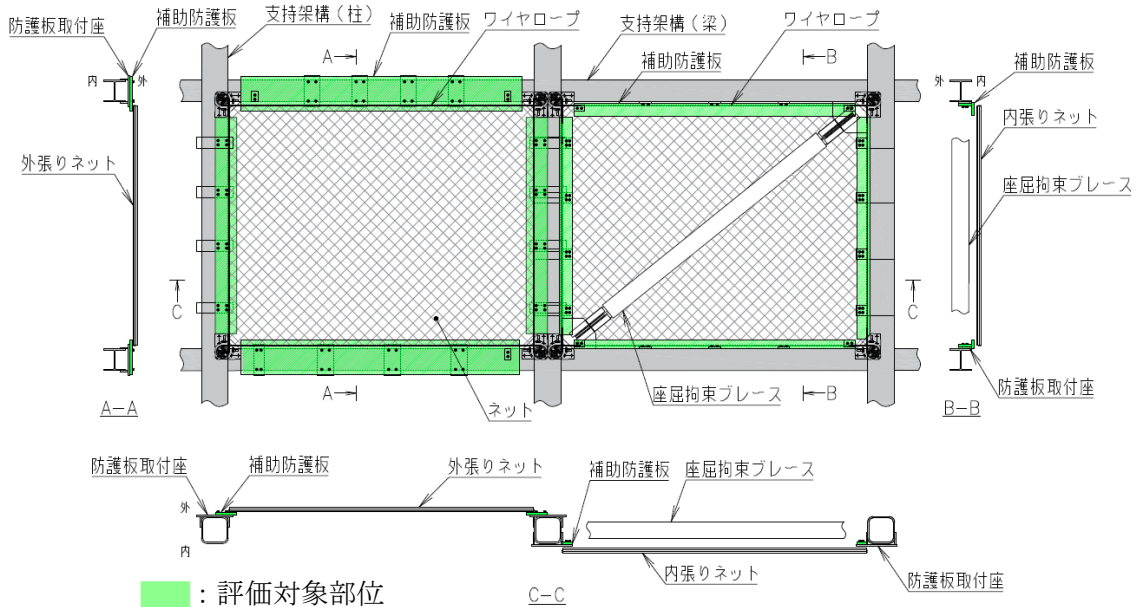 防護板取付座
補助防護板
支持架構(柱)
補助防護板
ワイヤロープ
支持架構(梁)
補助防護板
ワイヤロープ
A
A
B
B
内
外
外
内
補助防護板
内張りネット
座屈拘束ブレース
外張りネット
C
C
A
A
B
B
座屈拘束ブレース
ネット
防護板取付座
A-A
B-B
防護板取付座
補助防護板
外張りネット
補助防護板
座屈拘束ブレース
外
内
内張りネット
防護板取付座
:評価対象部位
C-C